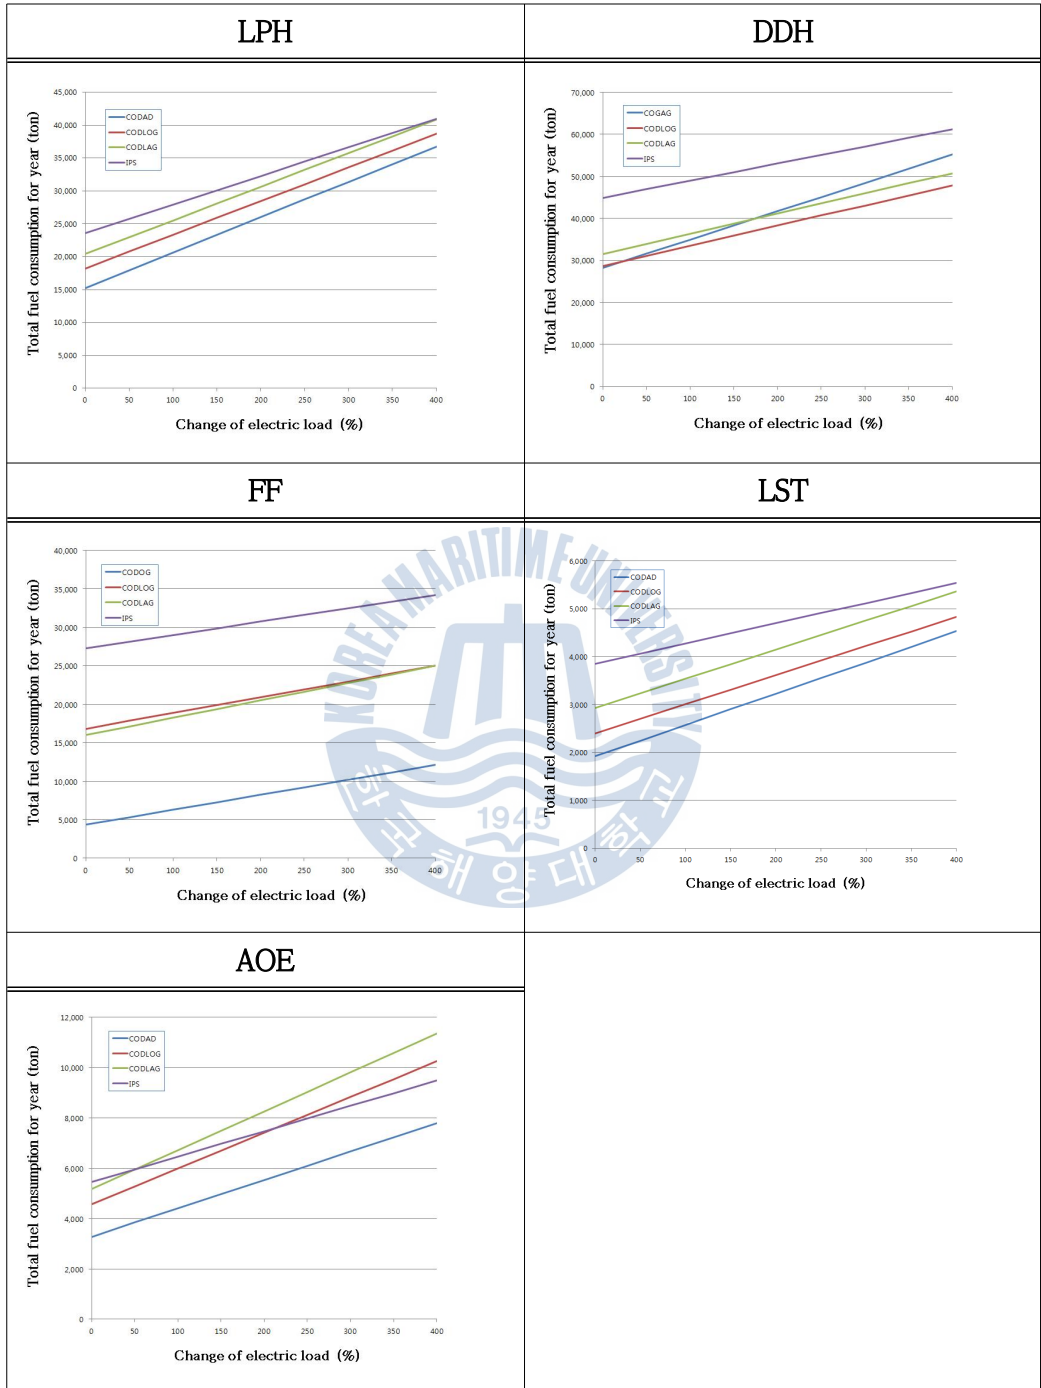 LPH
DDH
45,000
40,000
35,000
30,000
25,000
20,000
15,000
10,000
5,000
0
0 50 100 150 200 250 300 350 400
CODAD
CODLOG
CODLAG
IPS
Total fuel consumption for year (ton)
Change of electric load (%)
70,000
60,000
50,000
40,000
30,000
20,000
10,000
0
0 50 100 150 200 250 300 350 400
COGAG
CODLOG
CODLAG
IPS
Total fuel consumption for year (ton)
Change of electric load (%)
FF
LST
40,000
35,000
30,000
25,000
20,000
15,000
10,000
5,000
0
0 50 100 150 200 250 300 350 400
CODOG
CODLOG
CODLAG
IPS
Total fuel consumption for year (ton)
Change of electric load (%)
6,000
5,000
4,000
3,000
2,000
1,000
0
0 50 100 150 200 250 300 350 400
CODAD
CODLOG
CODLAG
IPS
Total fuel consumption for year (ton)
Change of electric load (%)
KOREA MARITIME UNIVERSITY
1945
한국해양대학교
AOE
12,000
10,000
8,000
6,000
4,000
2,000
0
0 50 100 150 200 250 300 350 400
CODAD
CODLOG
CODLAG
IPS
Total fuel consumption for year (ton)
Change of electric load (%)